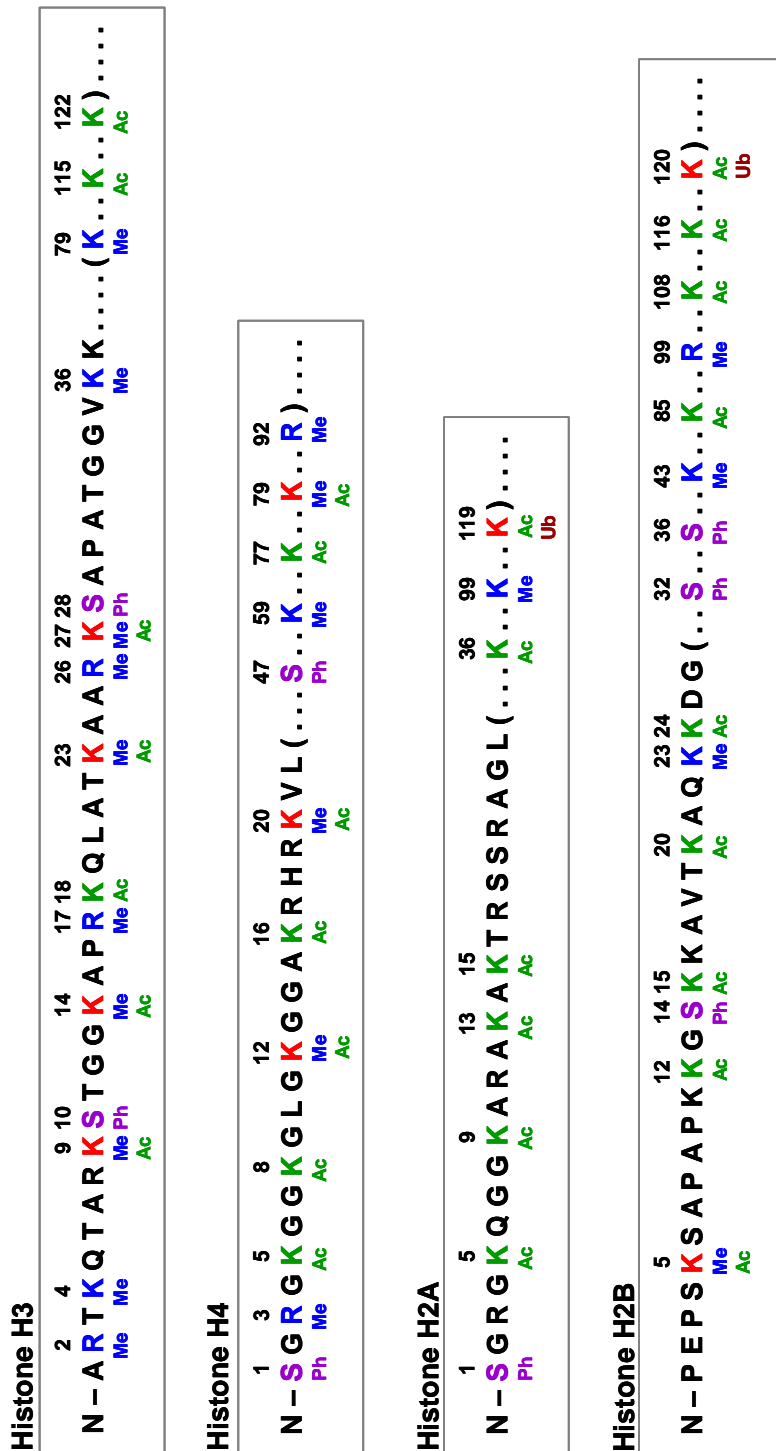 Histone H3
2 4 9 10 14 17 18 23 26 27 28 36 79 115 122
N – A R T K Q T A R K S T G G K A P R K Q L A T K A A R K S A P A T G G V K K . . . . ( K . . K . . K ) . . . .
Me Me Me Ph Me Me Ac Me Me Me Ph Me Me Ac Ac
Ac Ac Ac Ac
Histone H4
1 3 5 8 12 16 20 47 59 77 79 92
N – S G R G K G G K G L G K G G A K R H R K V L ( . . . S . . K . . K . . K . . R ) . . . .
Ph Me Ac Ac Me Ac Me Ph Me Ac Me Me
Ac Ac Ac
Histone H2A
1 5 9 13 15 36 99 119
N – S G R G K Q G G K A R A K A K T R S S R A G L ( . . . K . . K . . K ) . . . .
Ph Ac Ac Ac Ac Ac Me Ac
Ub
Histone H2B
5 12 14 15 20 23 24 32 36 43 85 99 108 116 120
N – P E P S K S A P A P K K G S K K A V T K A Q K K D G ( . . S . . S . . K . . K . . R . . K . . K . . K ) . . . .
Me Ac Ph Ac Ac Me Ac Ph Ph Me Ac Me Ac Ac Ac
Ac Ub